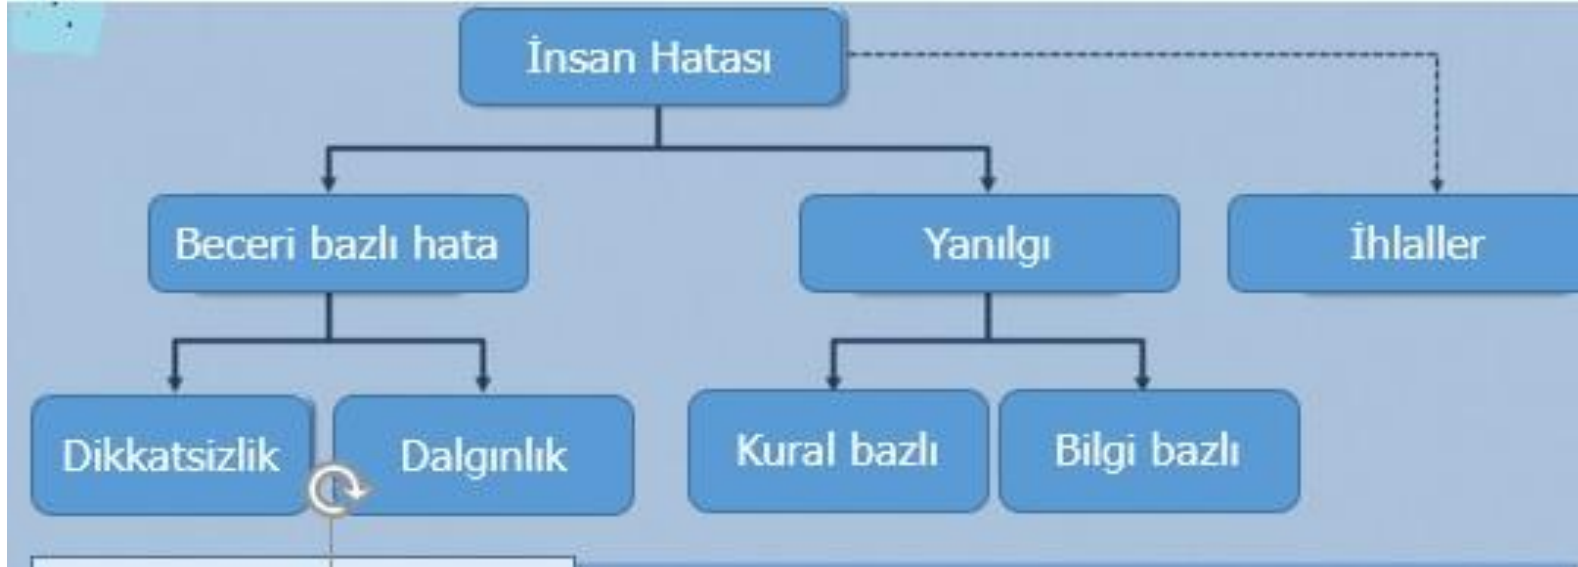 İnsan Hatası
Beceri bazlı hata
Yanılgı
İhlaller
Dikkatsizlik
Dalgınlık
Kural bazlı
Bilgi bazlı